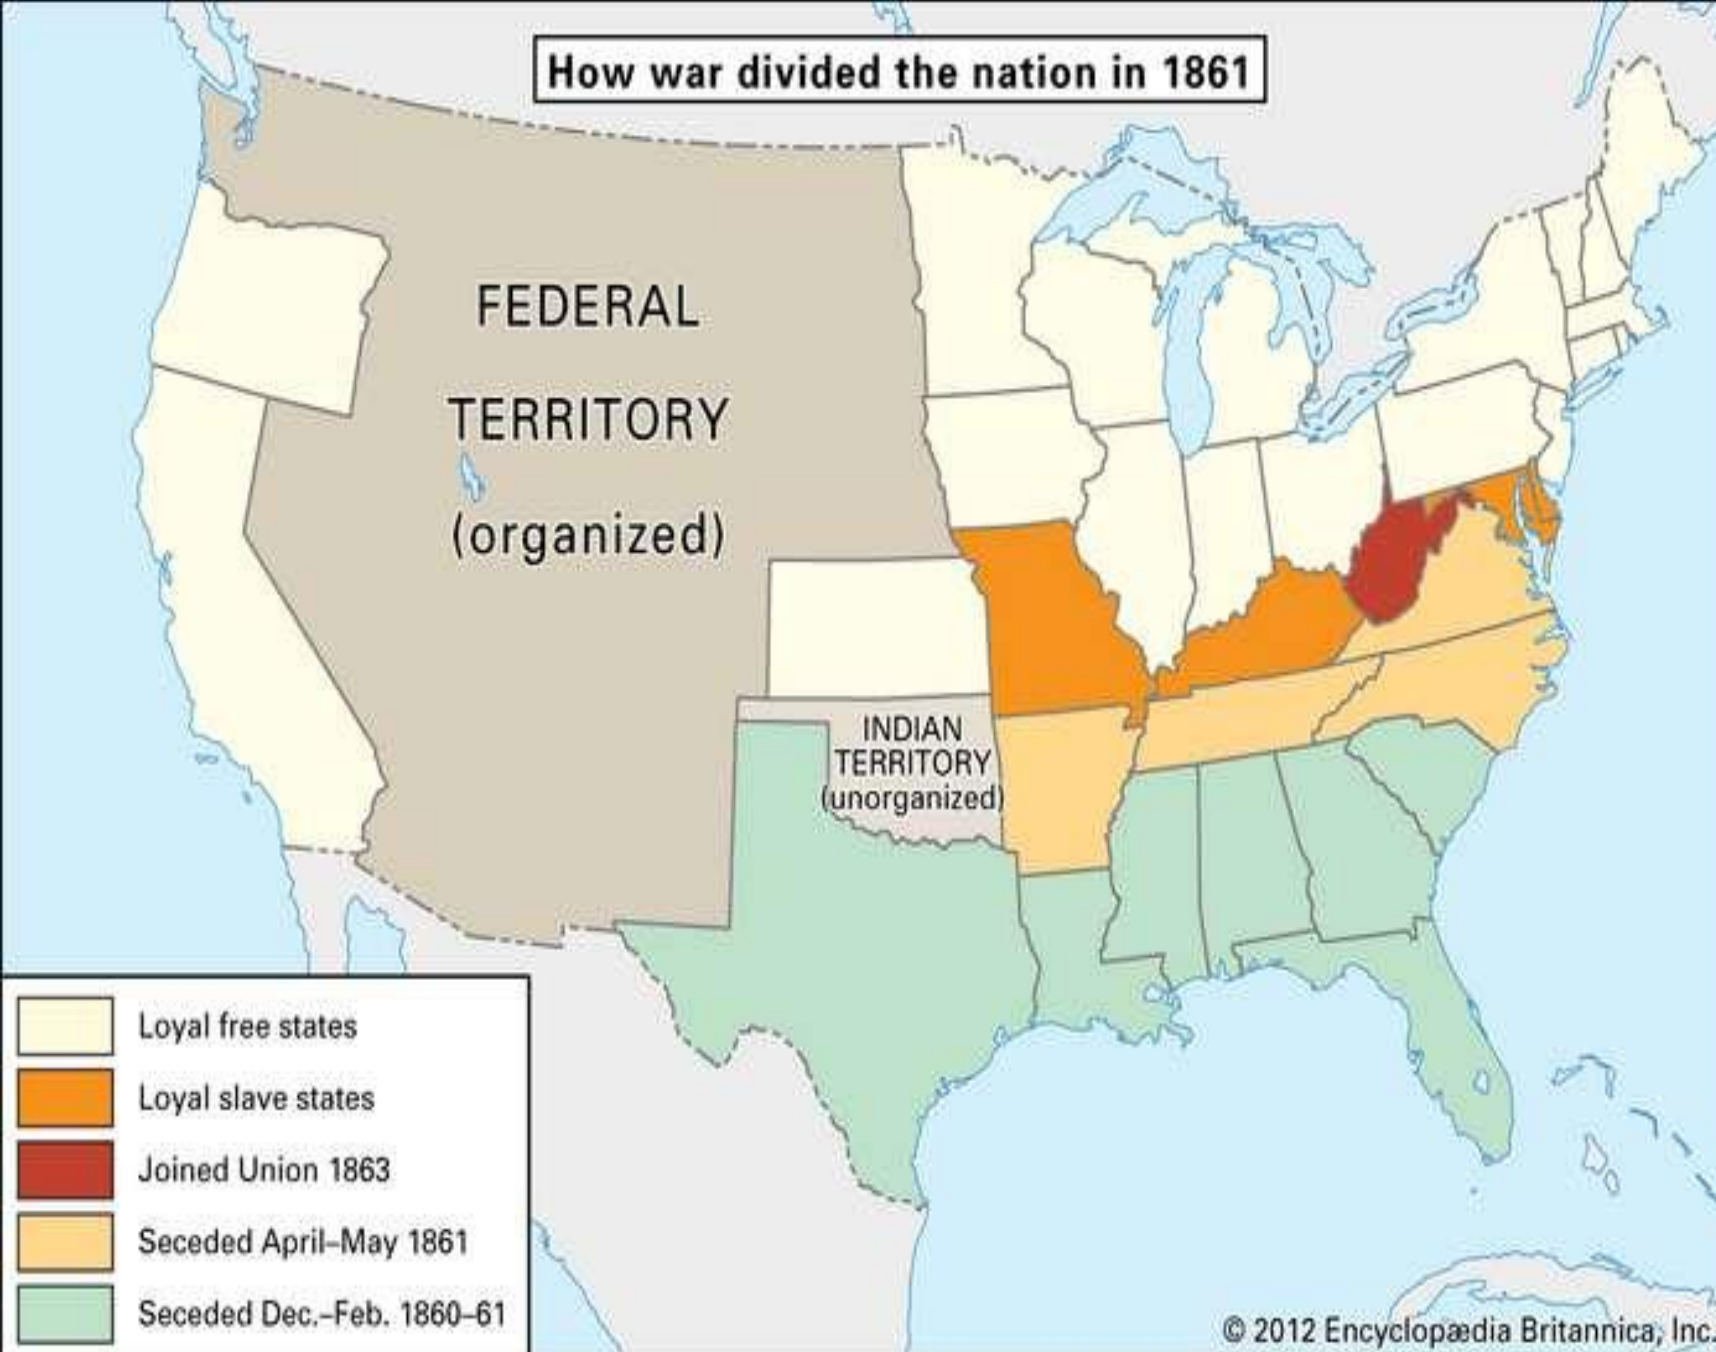 How war divided the nation in 1861
FEDERAL
TERRITORY
(organized)
INDIAN
TERRITORY
(unorganized)
Loyal free states
Loyal slave states
Joined Union 1863
Seceded April–May 1861
Seceded Dec.–Feb. 1860–61
© 2012 Encyclopædia Britannica, Inc.